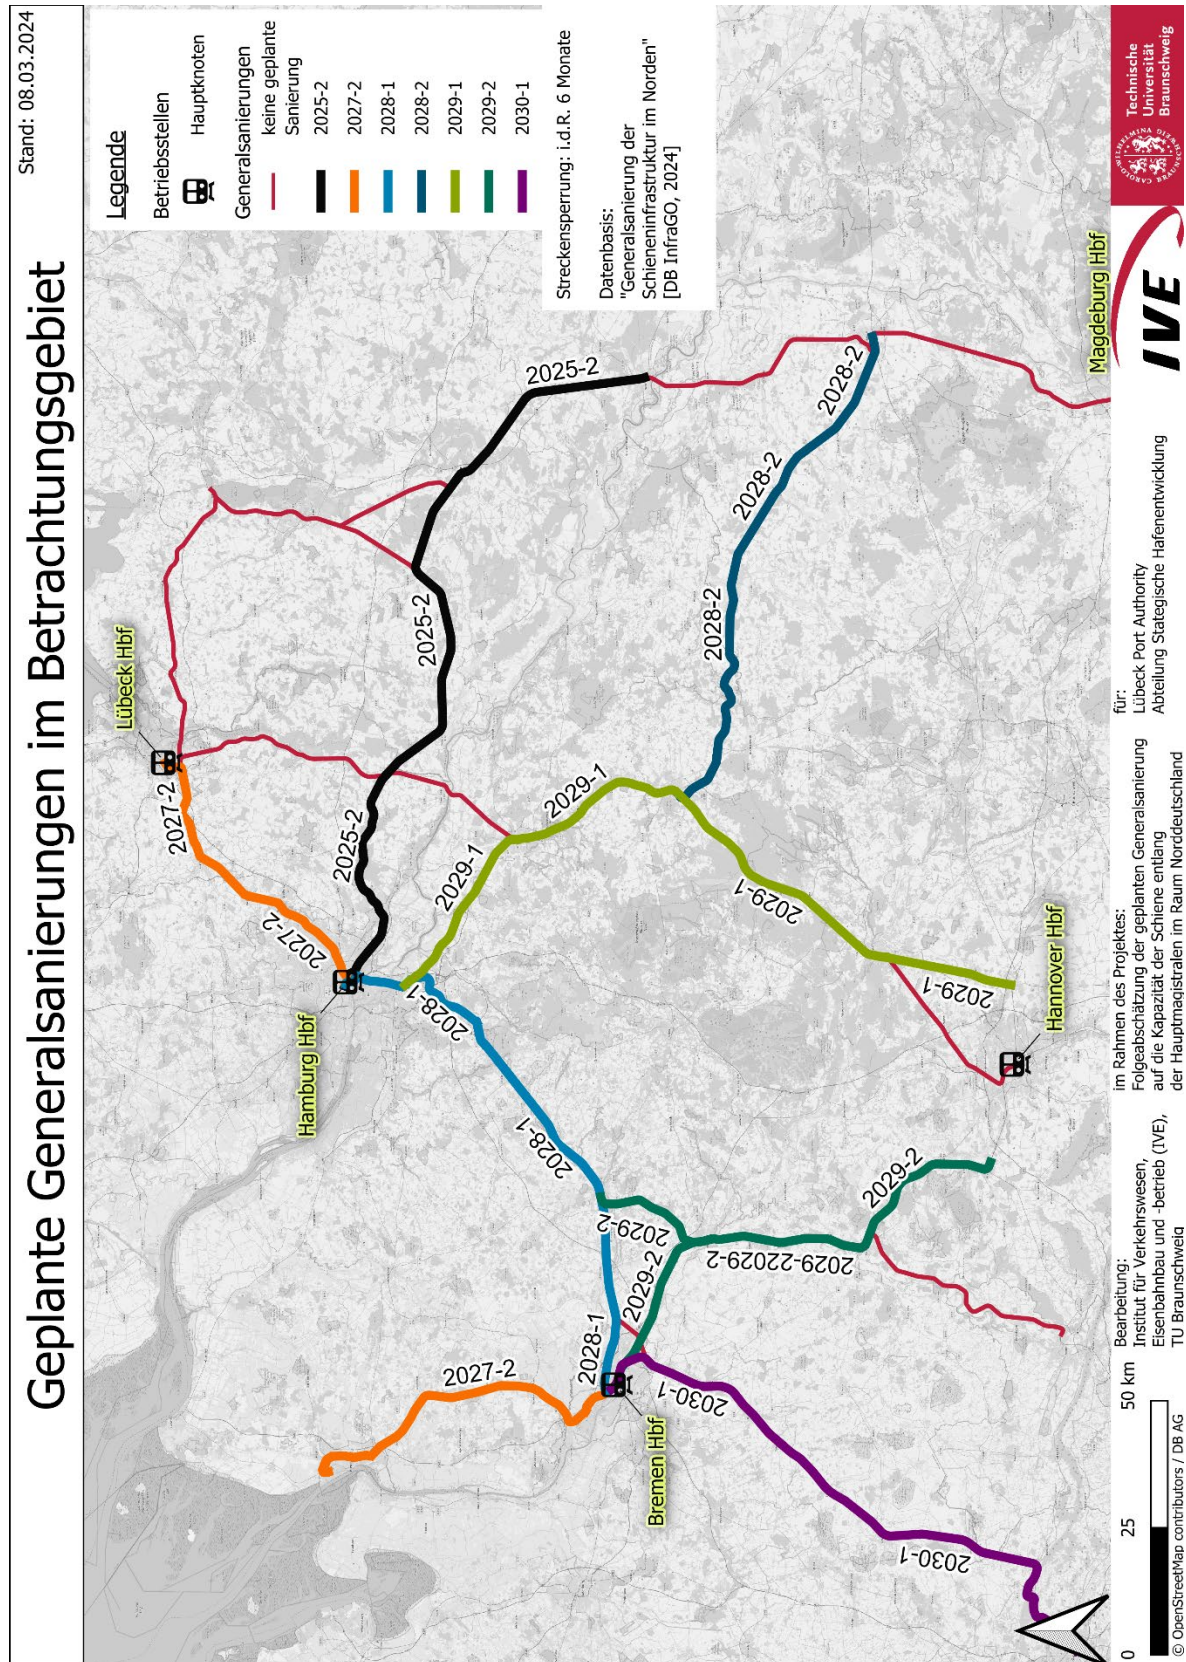 Geplante Generalsanierungen im Betrachtungsgebiet
Stand: 08.03.2024
Legende
Betriebsstellen
Hauptknoten
Generalsanierungen
keine geplante
Sanierung
2025-2
2027-2
2028-1
2028-2
2029-1
2029-2
2030-1
Streckensperrung: i.d.R. 6 Monate
Datenbasis:
"Generalsanierung der
Schieneninfrastruktur im Norden"
[DB InfraGO, 2024]
Lübeck Hbf
2027-2
2027-2
Hamburg Hbf
2025-2
2025-2
2025-2
2027-2
2028-1
2028-1
2028-1
2028-1
2029-1
2029-1
2029-1
2029-1
2028-2
2028-2
2028-2
Bremen Hbf
2029-2
2029-2
2029-22029-2
2029-2
2030-1
2030-1
Hannover Hbf
Magdeburg Hbf
0 25 50 km
© OpenStreetMap contributors / DB AG
Bearbeitung:
Institut für Verkehrswesen,
Eisenbahnbau und -betrieb (IVE),
TU Braunschweig
im Rahmen des Projektes:
Folgeabschätzung der geplanten Generalsanierung
auf die Kapazität der Schiene entlang
der Hauptmagistralen im Raum Norddeutschland
für:
Lübeck Port Authority
Abteilung Stategische Hafenentwicklung
IVE
Technische
Universität
Braunschweig